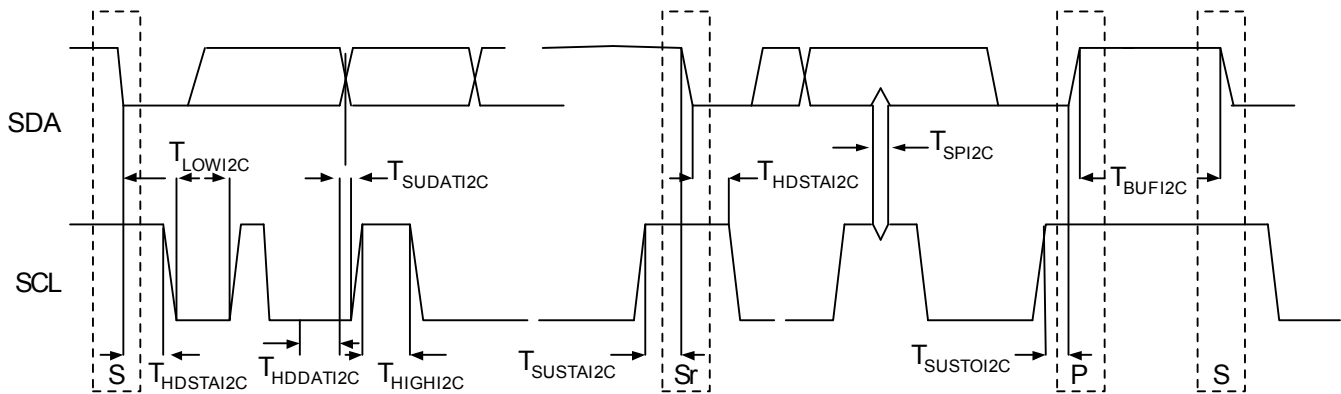 SDA
T_LOWI2C
T_SUDATI2C
T_SPI2C
T_HDSTAI2C
T_BUFI2C
SCL
S
T_HDSTAI2C
T_HDDATI2C
T_HIGHI2C
T_SUSTAI2C
Sr
T_SUSTOI2C
P
S